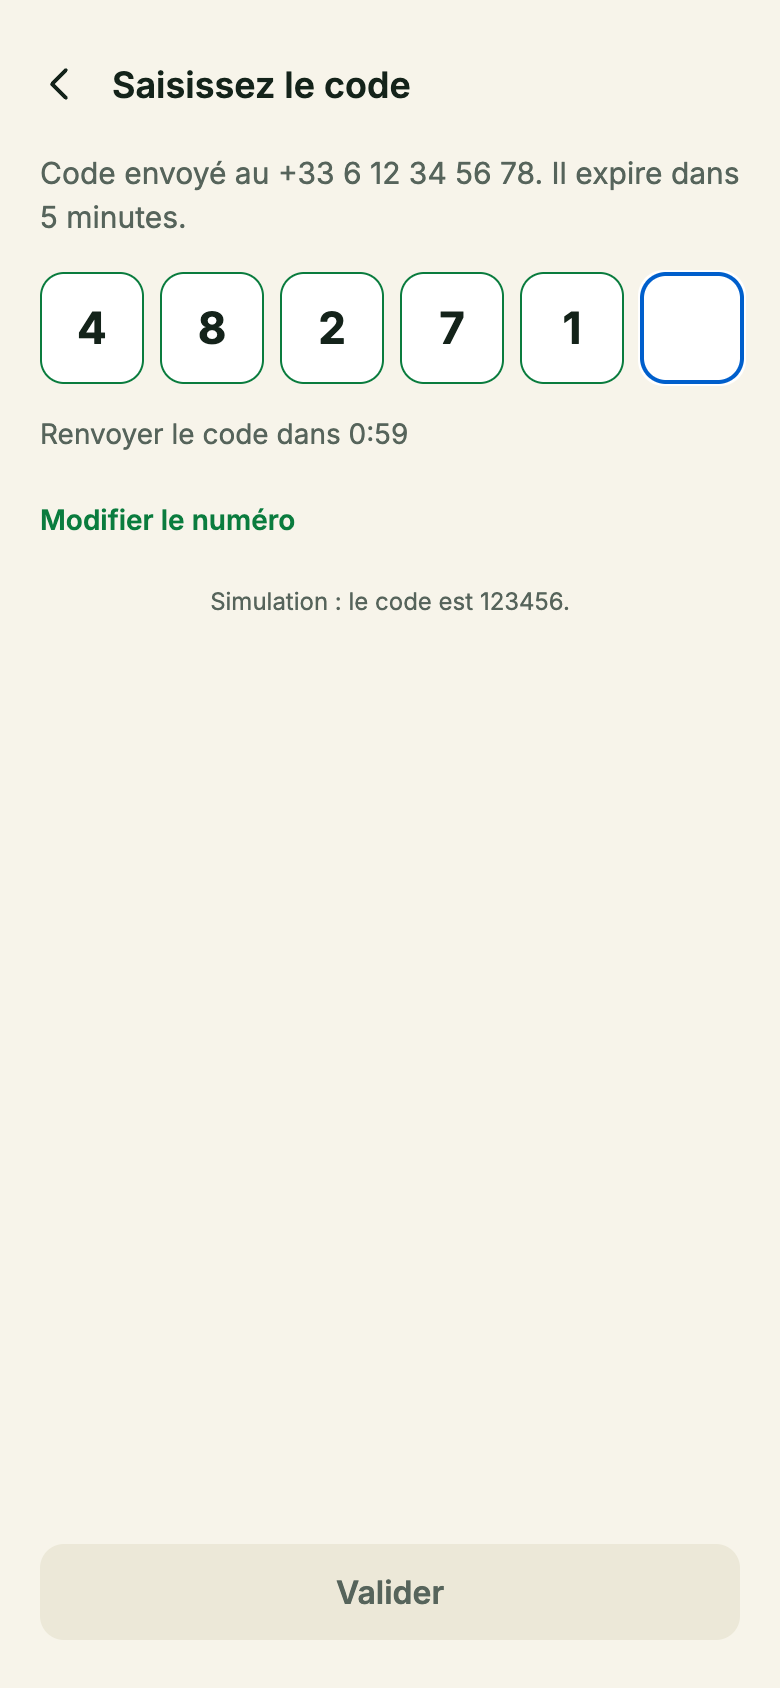 Saisissez le code
Code envoyé au +33 6 12 34 56 78. Il expire dans
5 minutes.
4 8 2 7 1
Renvoyer le code dans 0:59
Modifier le numéro
Simulation : le code est 123456.
Valider